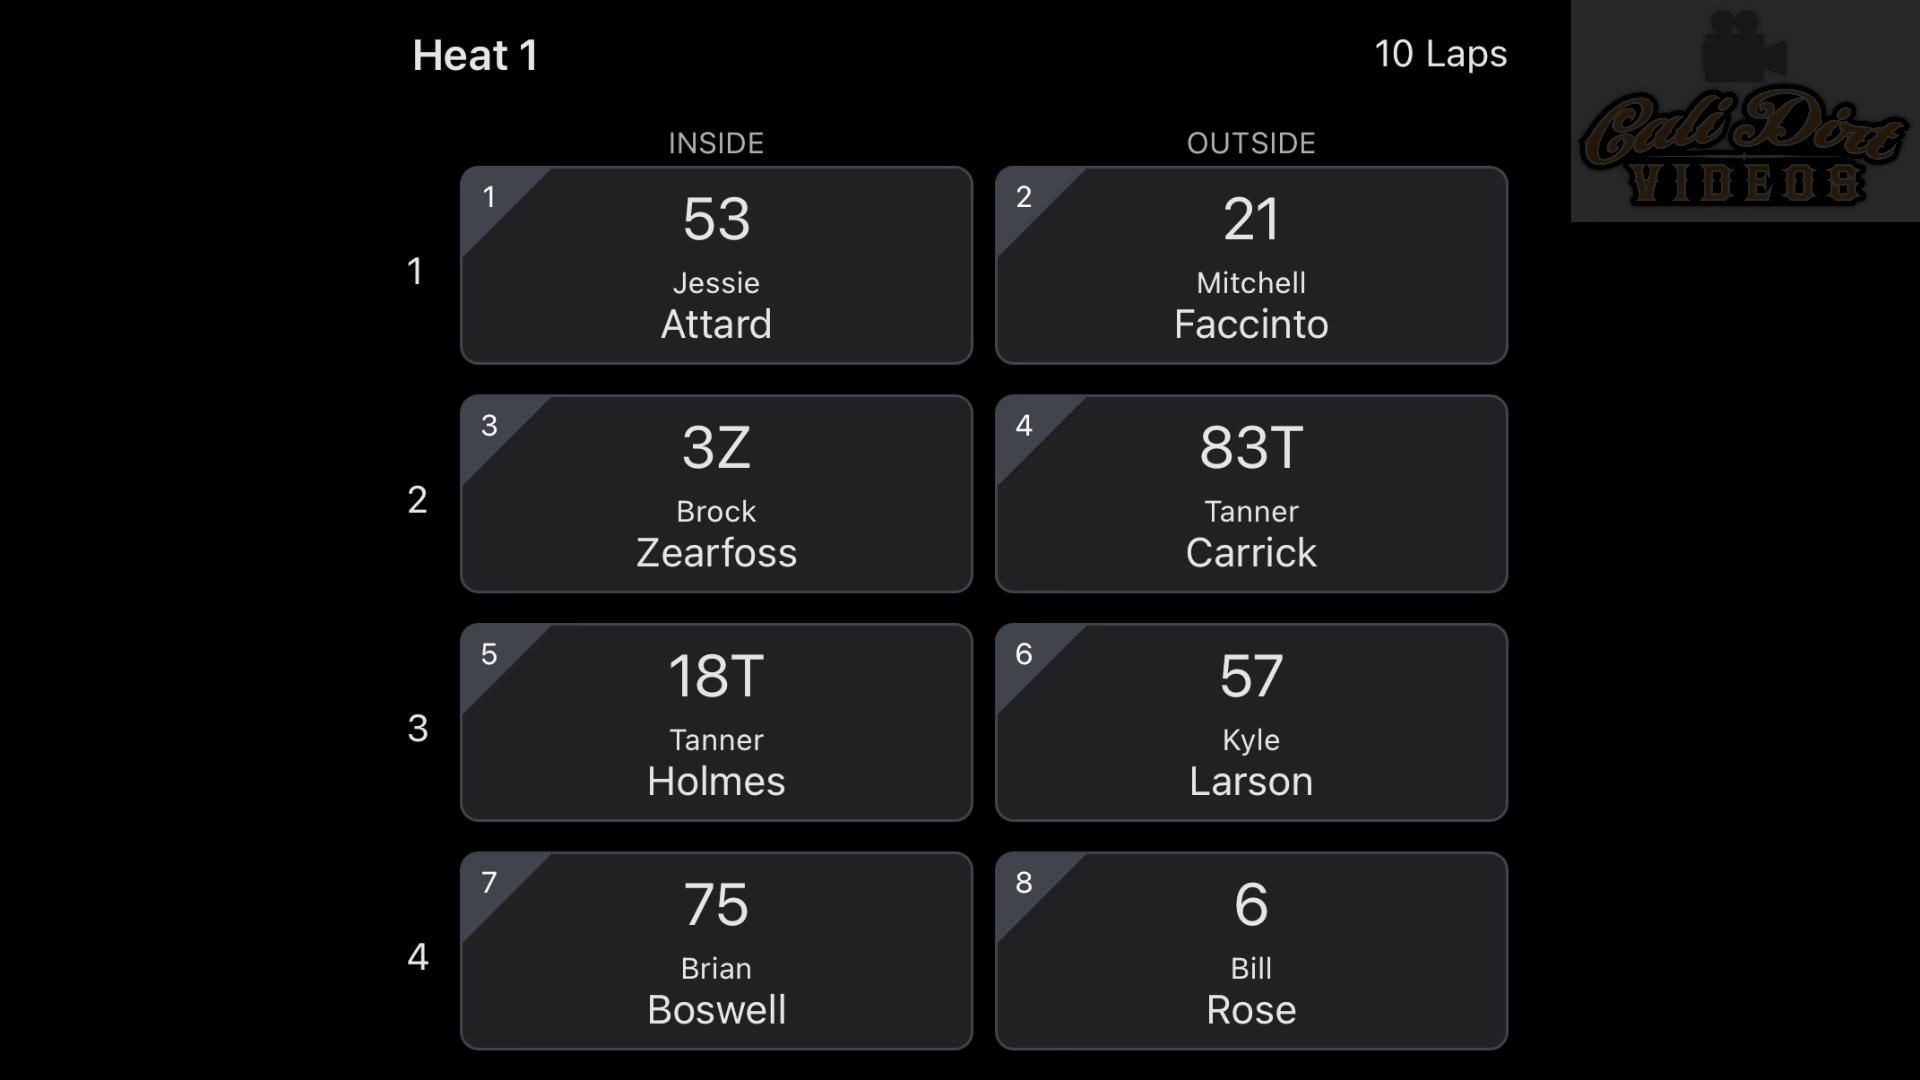 Heat 1
10 Laps
Cali Dirt
VIDEOS
INSIDE
OUTSIDE
1
1
53
Jessie
Attard
2
21
Mitchell
Faccinto
2
3
3Z
Brock
Zearfoss
4
83T
Tanner
Carrick
3
5
18T
Tanner
Holmes
6
57
Kyle
Larson
4
7
75
Brian
Boswell
8
6
Bill
Rose